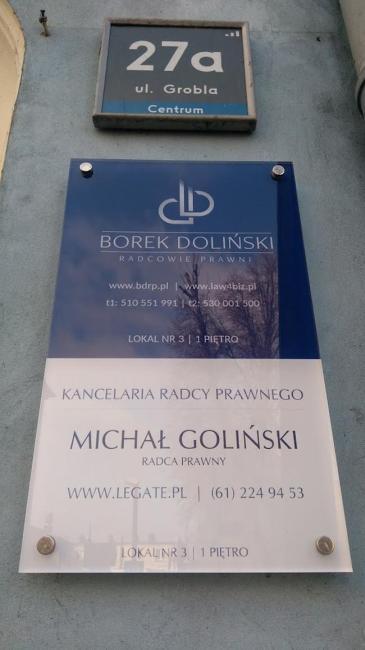 27a
ul. Grobla
Centrum
BOREK DOLIŃSKI
RADCOWIE PRAWNI
www.bdrp.pl | www.law4biz.pl
t1: 510 551 991 | t2: 530 001 500
LOKAL NR 3 | 1 PIĘTRO
KANCELARIA RADCY PRAWNEGO
MICHAŁ GOLIŃSKI
RADCA PRAWNY
WWW.LEGATE.PL | (61) 224 94 53
LOKAL NR 3 | 1 PIĘTRO